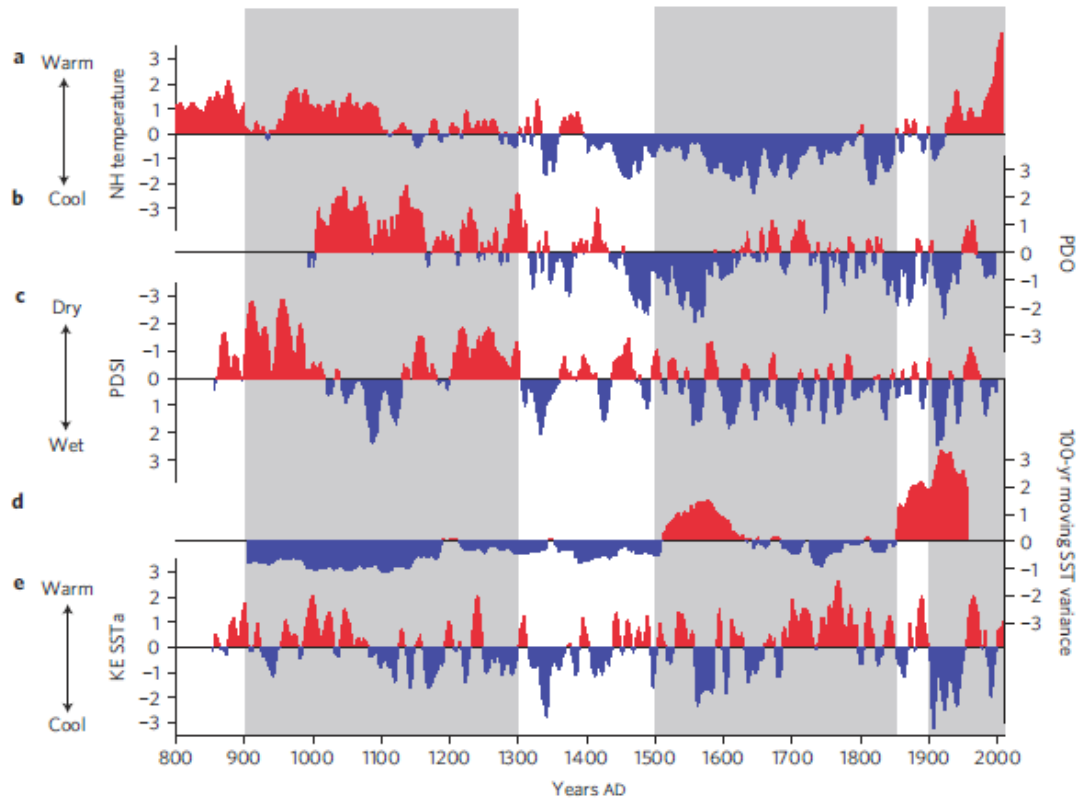 a
Warm
Cool
NH temperature
3
2
1
0
−1
−2
−3
b
3
2
1
0
−1
−2
−3
PDO
c
Dry
Wet
PDSI
−3
−2
−1
0
1
2
3
d
3
2
1
0
−1
−2
−3
100-yr moving SST variance
e
Warm
Cool
KE SSTa
3
2
1
0
−1
−2
−3
800 900 1000 1100 1200 1300 1400 1500 1600 1700 1800 1900 2000
Years AD